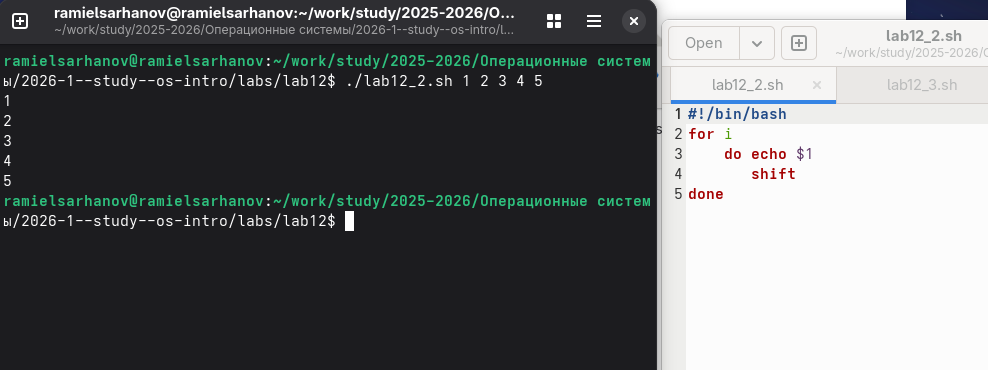 ramielsarhanov@ramielsarhanov:~/work/study/2025-2026/О...
~/work/study/2025-2026/Операционные системы/2026-1--study--os-intro/l...
ramielsarhanov@ramielsarhanov:~/work/study/2025-2026/Операционные систем
ы/2026-1--study--os-intro/labs/lab12$ ./lab12_2.sh 1 2 3 4 5
1
2
3
4
5
ramielsarhanov@ramielsarhanov:~/work/study/2025-2026/Операционные систем
ы/2026-1--study--os-intro/labs/lab12$
Open
lab12_2.sh
~/work/study/2025-2026/О
lab12_2.sh × lab12_3.sh
1 #!/bin/bash
2 for i
3 do echo $1
4 shift
5 done